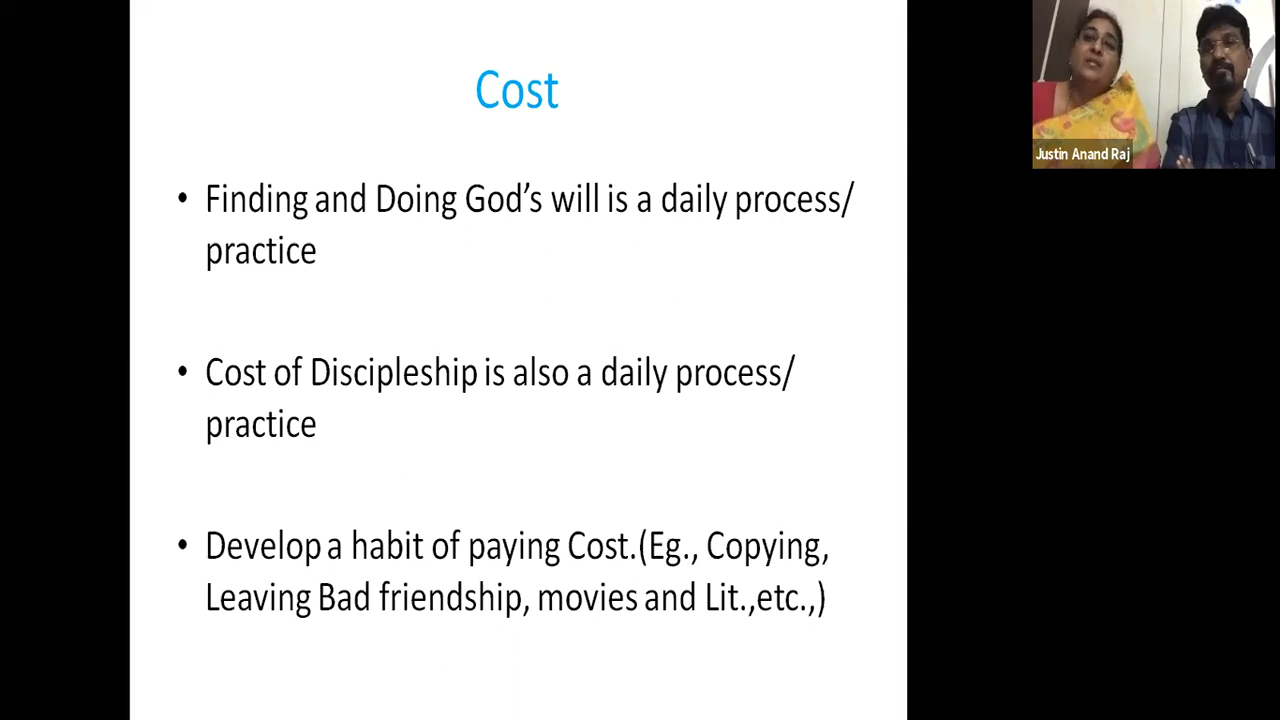 Cost
• Finding and Doing God's will is a daily process/
practice
• Cost of Discipleship is also a daily process/
practice
• Develop a habit of paying Cost.(Eg., Copying,
Leaving Bad friendship, movies and Lit.,etc.,)
Justin Anand Raj